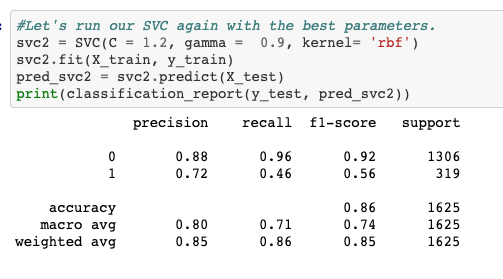 #Let's run our SVC again with the best parameters.
svc2 = SVC(C = 1.2, gamma =  0.9, kernel= 'rbf')
svc2.fit(X_train, y_train)
pred_svc2 = svc2.predict(X_test)
print(classification_report(y_test, pred_svc2))
precision    recall  f1-score   support
0       0.88      0.96      0.92      1306
1       0.72      0.46      0.56       319
accuracy                           0.86      1625
macro avg       0.80      0.71      0.74      1625
weighted avg       0.85      0.86      0.85      1625